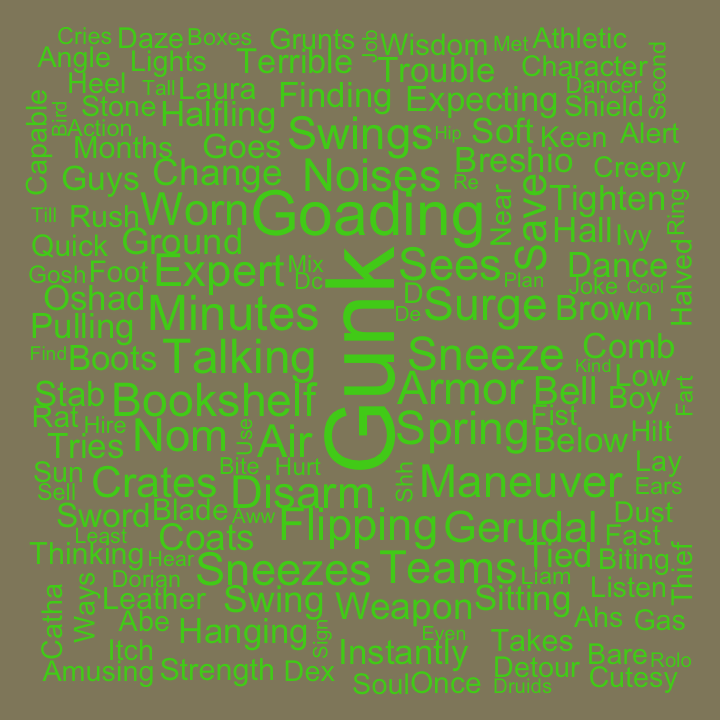 Cries Daze Boxes Grunts Job Wisdom Met Athletic
Angle Lights Terrible Trouble Character Second
Heel Tall Laura Finding Expecting Dancer
Capable Bird Stone Halfling Swings Hip Soft Keen Shield Alert
Action Months Goes Noises Breshio Creepy
Guys Change Re Near Save Tighten Ring
Till Rush Worn Goading Hall Ivy
Quick Ground Sees Dance Halved
Gosh Foot Expert Mix Dc Plan Joke Cool
Oshad Minutes Gunk D De Surge Brown
Pulling Talking Sneeze Comb
Find Boots Kind Low
Stab Bookshelf Armor Bell Boy Fart
Rat Hire Nom Use Air Spring Fist Hilt
Tries Below
Sun Crates Bite Hurt Shh Maneuver Lay
Sell Disarm Ears
Sword Blade Aww Flipping Gerudal Dust
Least Coats Fast
Thinking Hear Sneezes Teams Tied Biting Thief
Dorian Liam
Catha Ways Leather Swing Weapon Sitting Listen
Abe Hanging Sign Even Ahs Gas
Itch Instantly Takes Bare
Amusing Strength Dex Soul Once Detour Druids Cutesy Rolo